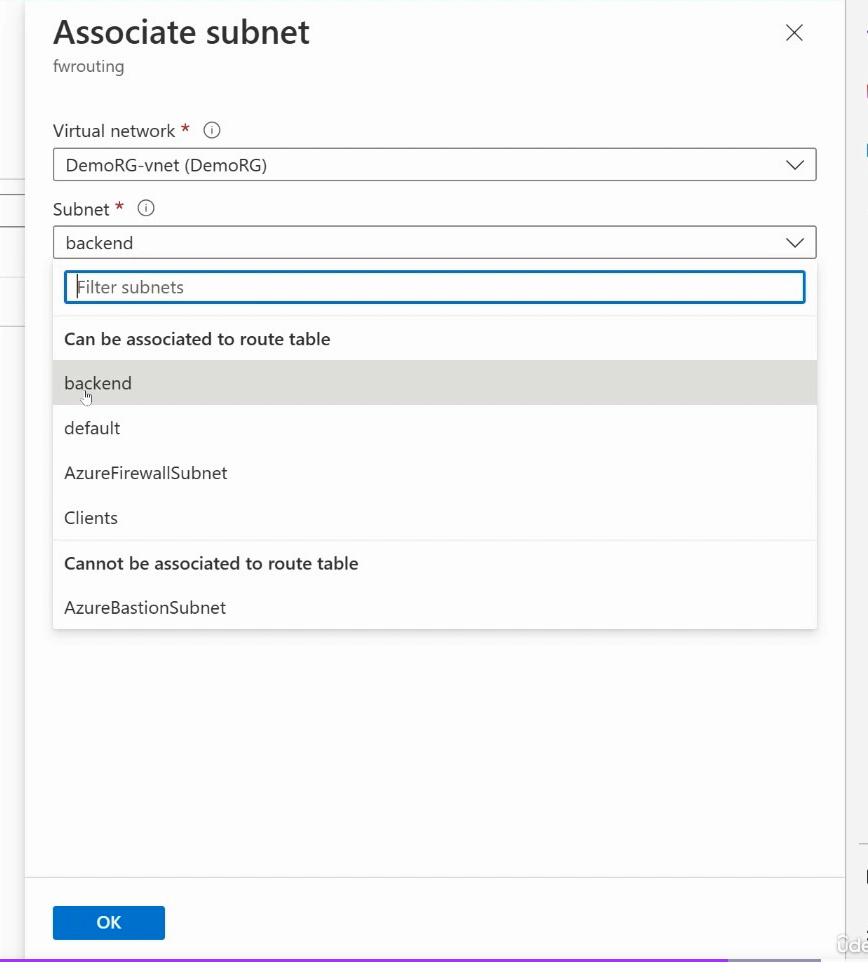 Associate subnet
fwrouting
Virtual network *
DemoRG-vnet (DemoRG)
Subnet *
backend
Filter subnets
Can be associated to route table
backend
default
AzureFirewallSubnet
Clients
Cannot be associated to route table
AzureBastionSubnet
OK